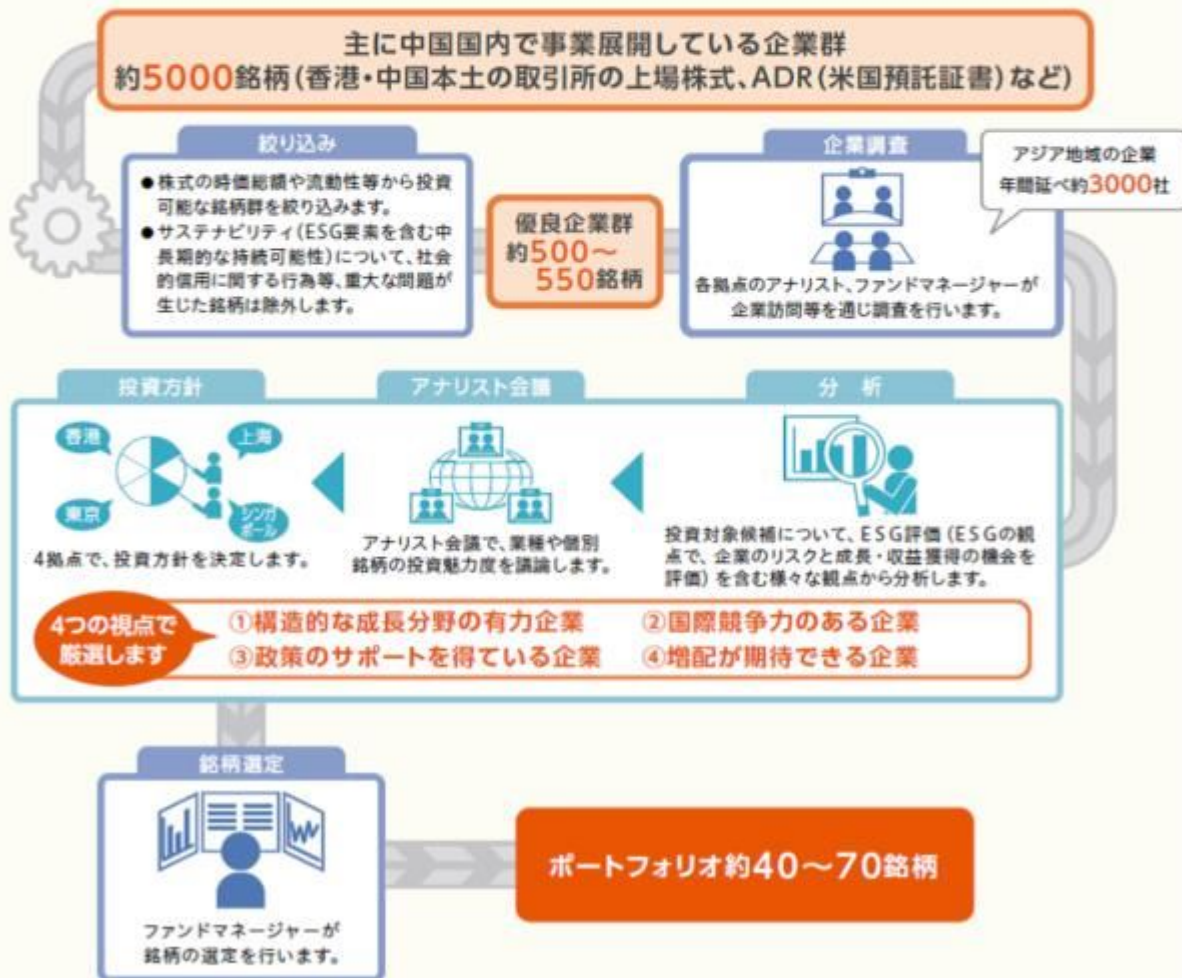 主に中国国内で事業展開している企業群
約5000銘柄(香港・中国本土の取引所の上場株式、ADR(米国預託証書)など)
絞り込み
●株式の時価総額や流動性等から投資
可能な銘柄群を絞り込みます。
●サステナビリティ(ESG要素を含む中
長期的な持続可能性)について、社会
的信用に関する行為等、重大な問題が
生じた銘柄は除外します。
優良企業群
約500～
550銘柄
企業調査
アジア地域の企業
年間延べ約3000社
各拠点のアナリスト、ファンドマネージャーが
企業訪問等を通じ調査を行います。
分 析
投資対象候補について、ESG評価(ESGの観
点で、企業のリスクと成長・収益獲得の機会を
評価)を含む様々な観点から分析します。
アナリスト会議
アナリスト会議で、業種や個別
銘柄の投資魅力度を議論します。
投資方針
香港
上海
東京
シンガ
ポール
4拠点で、投資方針を決定します。
4つの視点で
厳選します
①構造的な成長分野の有力企業
②国際競争力のある企業
③政策のサポートを得ている企業
④増配が期待できる企業
銘柄選定
ファンドマネージャーが
銘柄の選定を行います。
ポートフォリオ約40～70銘柄